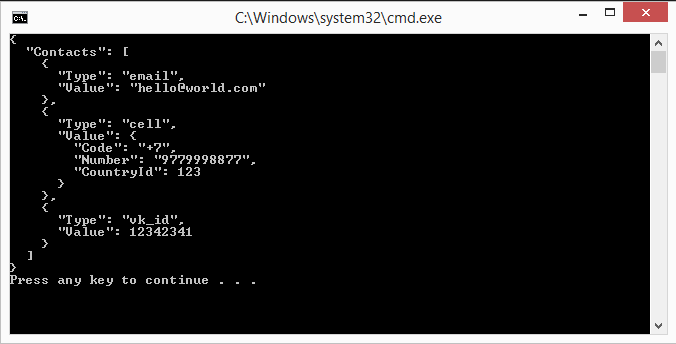 C:\Windows\system32\cmd.exe
{
  "Contacts": [
    {
      "Type": "email",
      "Value": "hello@world.com"
    },
    {
      "Type": "cell",
      "Value": {
        "Code": "+7",
        "Number": "9779998877",
        "CountryId": 123
      }
    },
    {
      "Type": "vk_id",
      "Value": 12342341
    }
  ]
}
Press any key to continue . . .